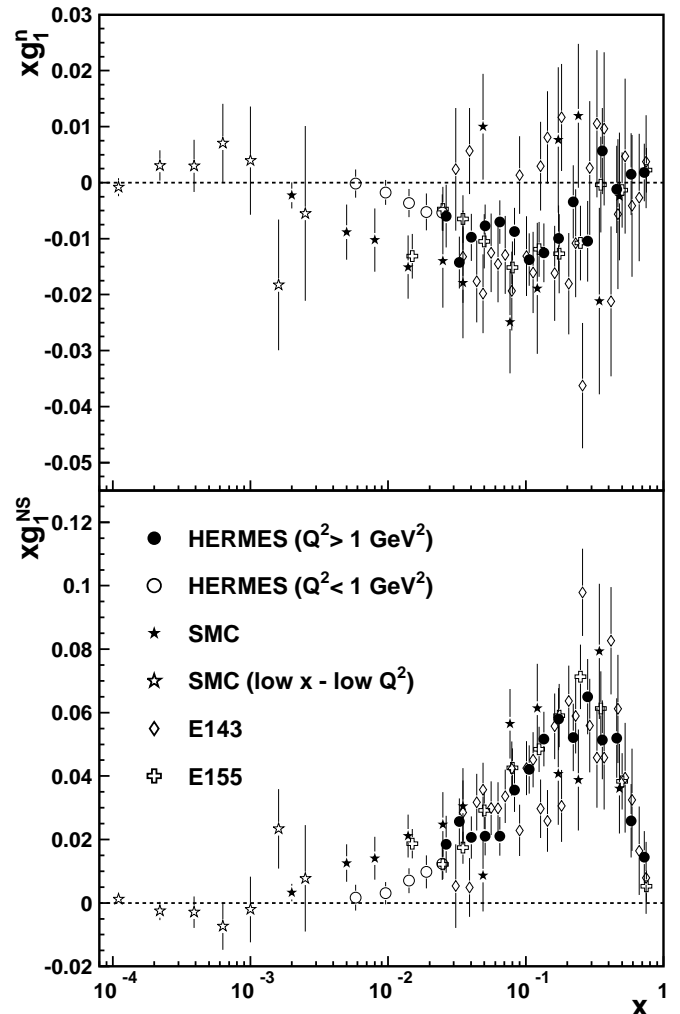 xg₁ⁿ
0.03
0.02
0.01
0
-0.01
-0.02
-0.03
-0.04
-0.05
xg₁ᴺˢ
0.12
0.1
0.08
0.06
0.04
0.02
0
-0.02
HERMES (Q²> 1 GeV²)
HERMES (Q²< 1 GeV²)
SMC
SMC (low x - low Q²)
E143
E155
10⁻⁴ 10⁻³ 10⁻² 10⁻¹ 1
x